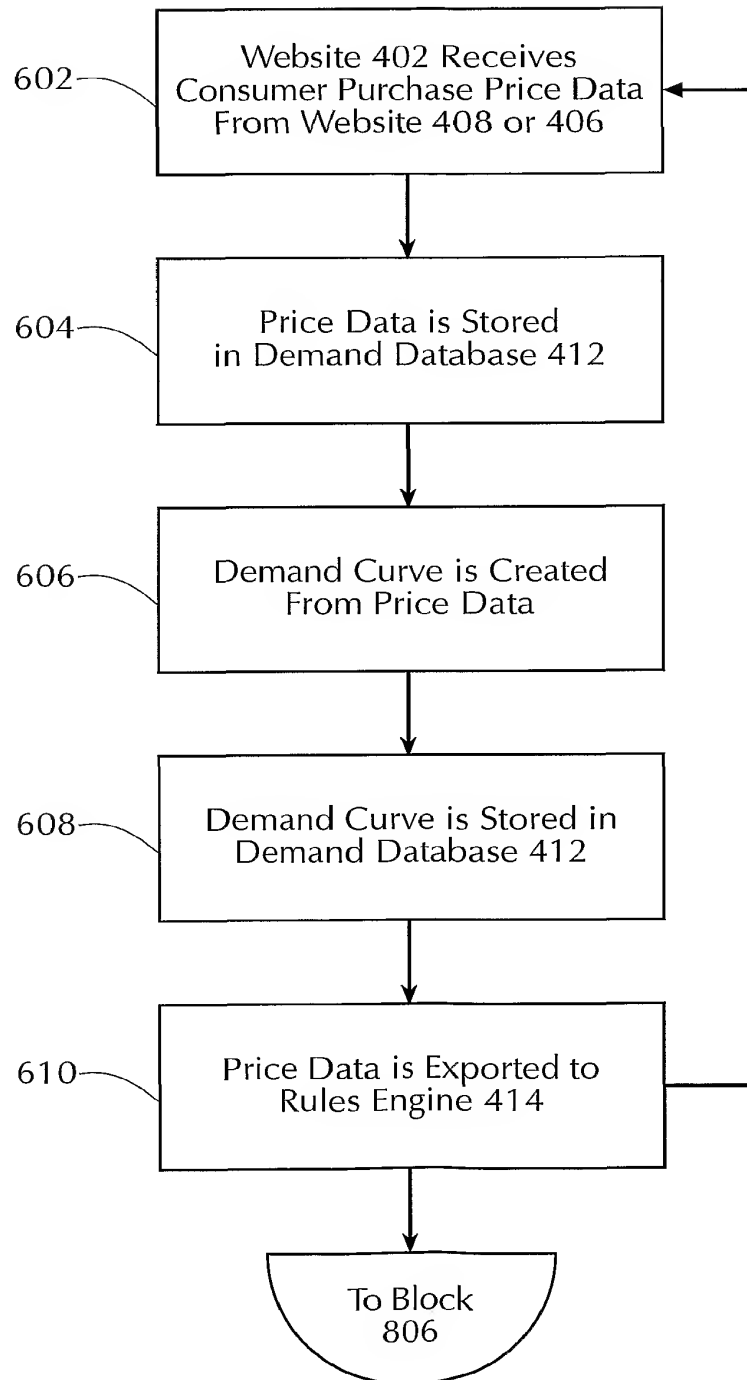 602
Website 402 Receives
Consumer Purchase Price Data
From Website 408 or 406
604
Price Data is Stored
in Demand Database 412
606
Demand Curve is Created
From Price Data
608
Demand Curve is Stored in
Demand Database 412
610
Price Data is Exported to
Rules Engine 414
To Block
806